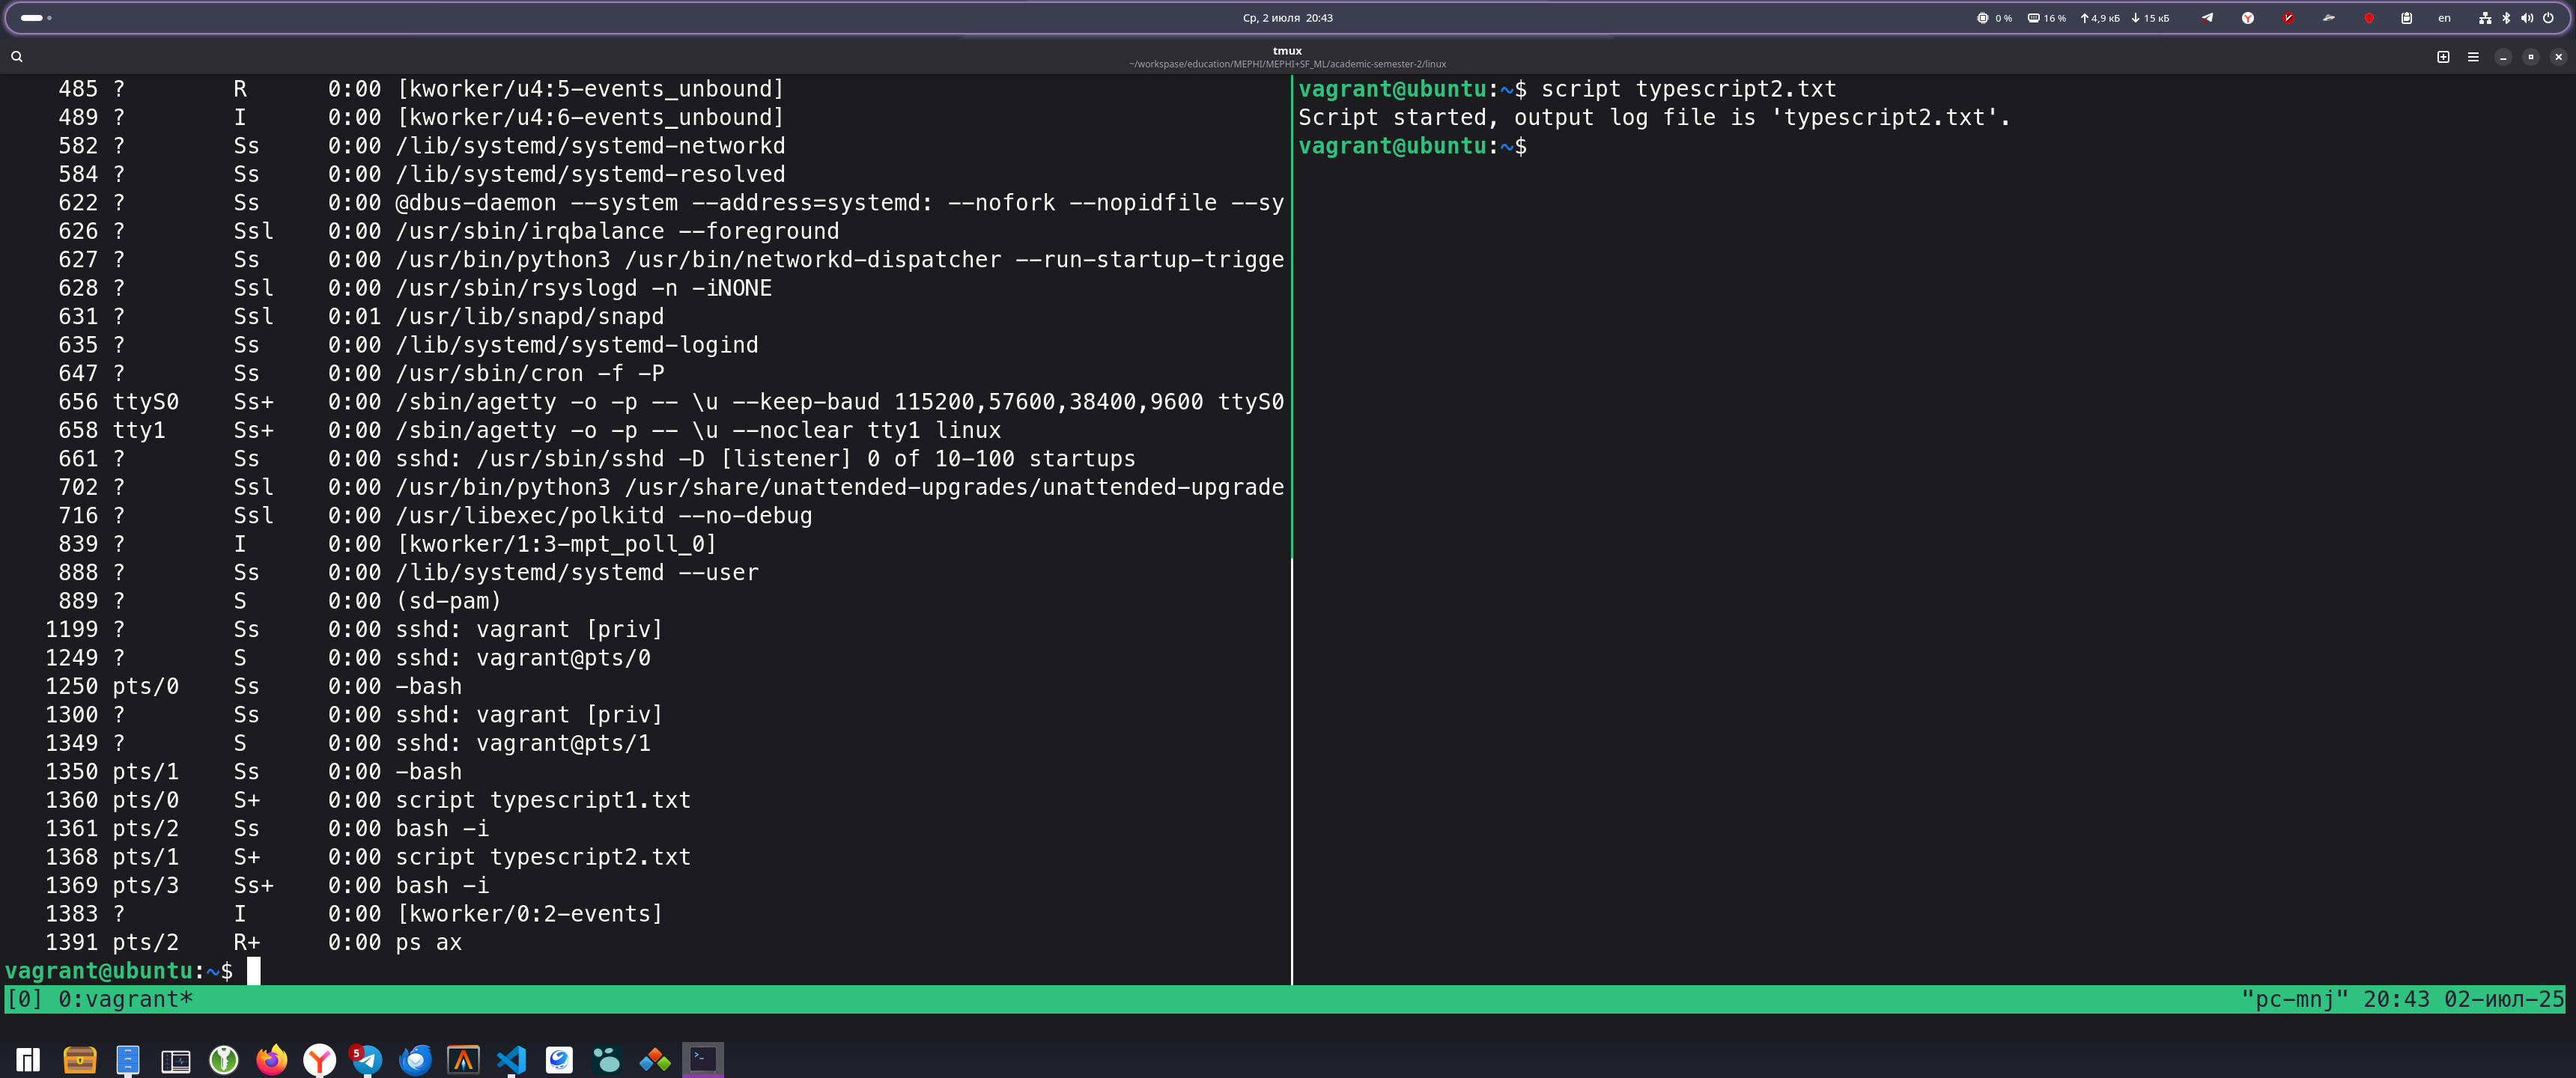 Ср, 2 июля 20:43
0 % 16 % 4,9 кБ 15 кБ en
tmux
~/workspase/education/MEPHI/MEPHI+SF_ML/academic-semester-2/linux
485 ? R 0:00 [kworker/u4:5-events_unbound]
489 ? I 0:00 [kworker/u4:6-events_unbound]
582 ? Ss 0:00 /lib/systemd/systemd-networkd
584 ? Ss 0:00 /lib/systemd/systemd-resolved
622 ? Ss 0:00 @dbus-daemon --system --address=systemd: --nofork --nopidfile --sy
626 ? Ssl 0:00 /usr/sbin/irqbalance --foreground
627 ? Ss 0:00 /usr/bin/python3 /usr/bin/networkd-dispatcher --run-startup-trigge
628 ? Ssl 0:00 /usr/sbin/rsyslogd -n -iNONE
631 ? Ssl 0:01 /usr/lib/snapd/snapd
635 ? Ss 0:00 /lib/systemd/systemd-logind
647 ? Ss 0:00 /usr/sbin/cron -f -P
656 ttyS0 Ss+ 0:00 /sbin/agetty -o -p -- \u --keep-baud 115200,57600,38400,9600 ttyS0
658 tty1 Ss+ 0:00 /sbin/agetty -o -p -- \u --noclear tty1 linux
661 ? Ss 0:00 sshd: /usr/sbin/sshd -D [listener] 0 of 10-100 startups
702 ? Ssl 0:00 /usr/bin/python3 /usr/share/unattended-upgrades/unattended-upgrade
716 ? Ssl 0:00 /usr/libexec/polkitd --no-debug
839 ? I 0:00 [kworker/1:3-mpt_poll_0]
888 ? Ss 0:00 /lib/systemd/systemd --user
889 ? S 0:00 (sd-pam)
1199 ? Ss 0:00 sshd: vagrant [priv]
1249 ? S 0:00 sshd: vagrant@pts/0
1250 pts/0 Ss 0:00 -bash
1300 ? Ss 0:00 sshd: vagrant [priv]
1349 ? S 0:00 sshd: vagrant@pts/1
1350 pts/1 Ss 0:00 -bash
1360 pts/0 S+ 0:00 script typescript1.txt
1361 pts/2 Ss 0:00 bash -i
1368 pts/1 S+ 0:00 script typescript2.txt
1369 pts/3 Ss+ 0:00 bash -i
1383 ? I 0:00 [kworker/0:2-events]
1391 pts/2 R+ 0:00 ps ax
vagrant@ubuntu:~$
vagrant@ubuntu:~$ script typescript2.txt
Script started, output log file is 'typescript2.txt'.
vagrant@ubuntu:~$
[0] 0:vagrant*
"pc-mnj" 20:43 02-июл-25
5